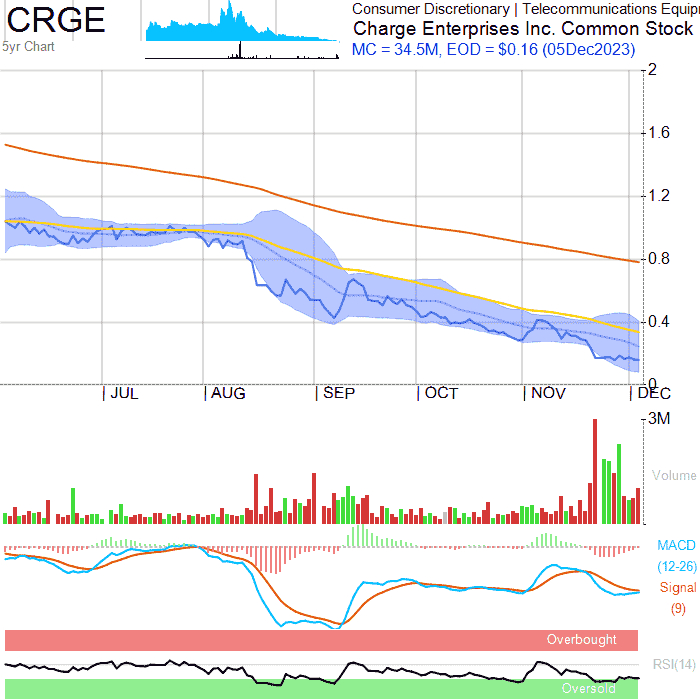 CRGE
5yr Chart
Consumer Discretionary | Telecommunications Equip
Charge Enterprises Inc. Common Stock
MC = 34.5M, EOD = $0.16 (05Dec2023)
2
1.6
1.2
0.8
0.4
0
JUL AUG SEP OCT NOV DEC
3M
Volume
MACD
(12-26)
Signal
(9)
Overbought
RSI(14)
Oversold